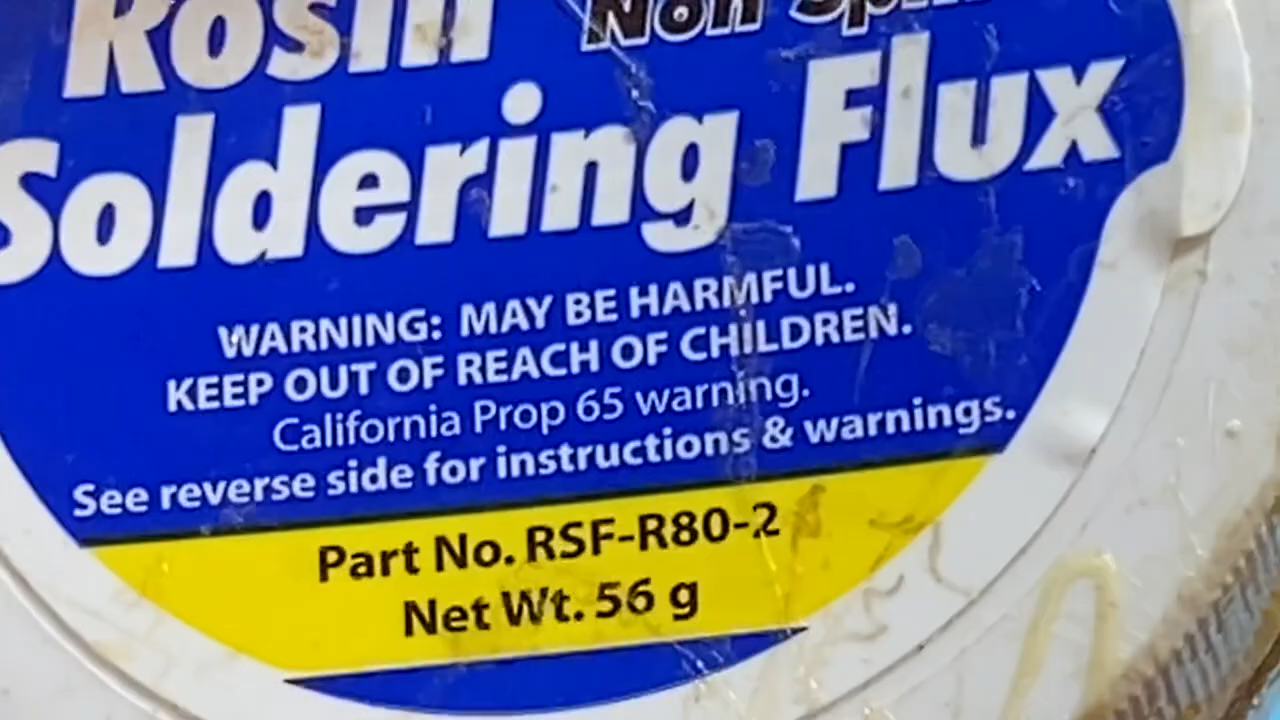 Rosin Non
Soldering Flux
WARNING: MAY BE HARMFUL.
KEEP OUT OF REACH OF CHILDREN.
California Prop 65 warning.
See reverse side for instructions & warnings.
Part No. RSF-R80-2
Net Wt. 56 g